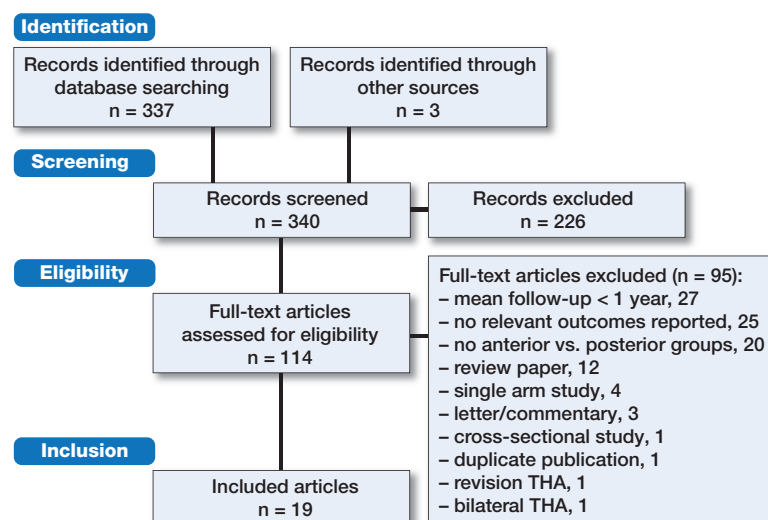 Identification
Records identified through
database searching
n = 337
Records identified through
other sources
n = 3
Screening
Records screened
n = 340
Records excluded
n = 226
Eligibility
Full-text articles
assessed for eligibility
n = 114
Full-text articles excluded (n = 95):
– mean follow-up < 1 year, 27
– no relevant outcomes reported, 25
– no anterior vs. posterior groups, 20
– review paper, 12
– single arm study, 4
– letter/commentary, 3
– cross-sectional study, 1
– duplicate publication, 1
– revision THA, 1
– bilateral THA, 1
Inclusion
Included articles
n = 19